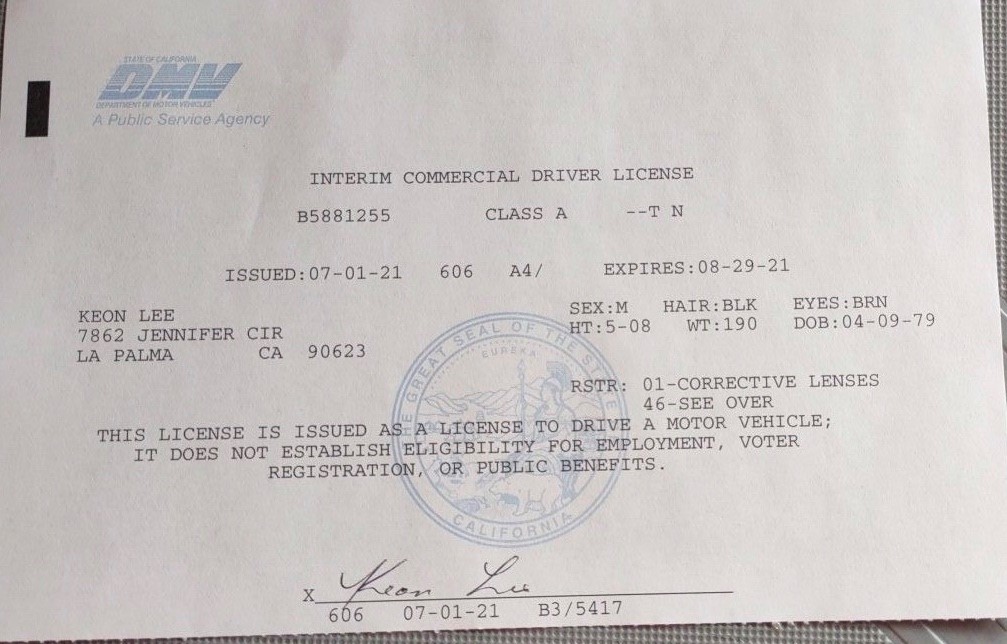 STATE OF CALIFORNIA
DMV
DEPARTMENT OF MOTOR VEHICLES
A Public Service Agency
INTERIM COMMERCIAL DRIVER LICENSE
B5881255 CLASS A --T N
ISSUED:07-01-21 606 A4/ EXPIRES:08-29-21
KEON LEE
7862 JENNIFER CIR
LA PALMA CA 90623
SEX:M HAIR:BLK EYES:BRN
HT:5-08 WT:190 DOB:04-09-79
RSTR: 01-CORRECTIVE LENSES
46-SEE OVER
THIS LICENSE IS ISSUED AS A LICENSE TO DRIVE A MOTOR VEHICLE;
IT DOES NOT ESTABLISH ELIGIBILITY FOR EMPLOYMENT, VOTER
REGISTRATION, OR PUBLIC BENEFITS.
THE GREAT SEAL OF THE STATE
EUREKA
CALIFORNIA
X Keon Lee
606 07-01-21 B3/5417